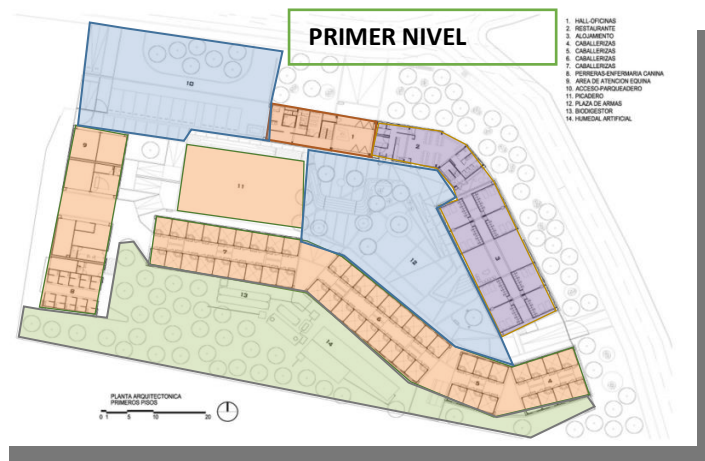 PRIMER NIVEL
1. HALL-OFICINAS
2. RESTAURANTE
3. ALOJAMIENTO
4. CABALLERIZAS
5. CABALLERIZAS
6. CABALLERIZAS
7. CABALLERIZAS
8. PERRERAS-ENFERMARIA CANINA
9. AREA DE ATENCION EQUINA
10. ACCESO-PARQUEADERO
11. PICADERO
12. PLAZA DE ARMAS
13. BIODIGESTOR
14. HUMEDAL ARTIFICIAL
10
1
2
9
11
3
7
12
8
13
6
14
5
4
PLANTA ARQUITECTONICA
PRIMEROS PISOS
0 1 5 10 20